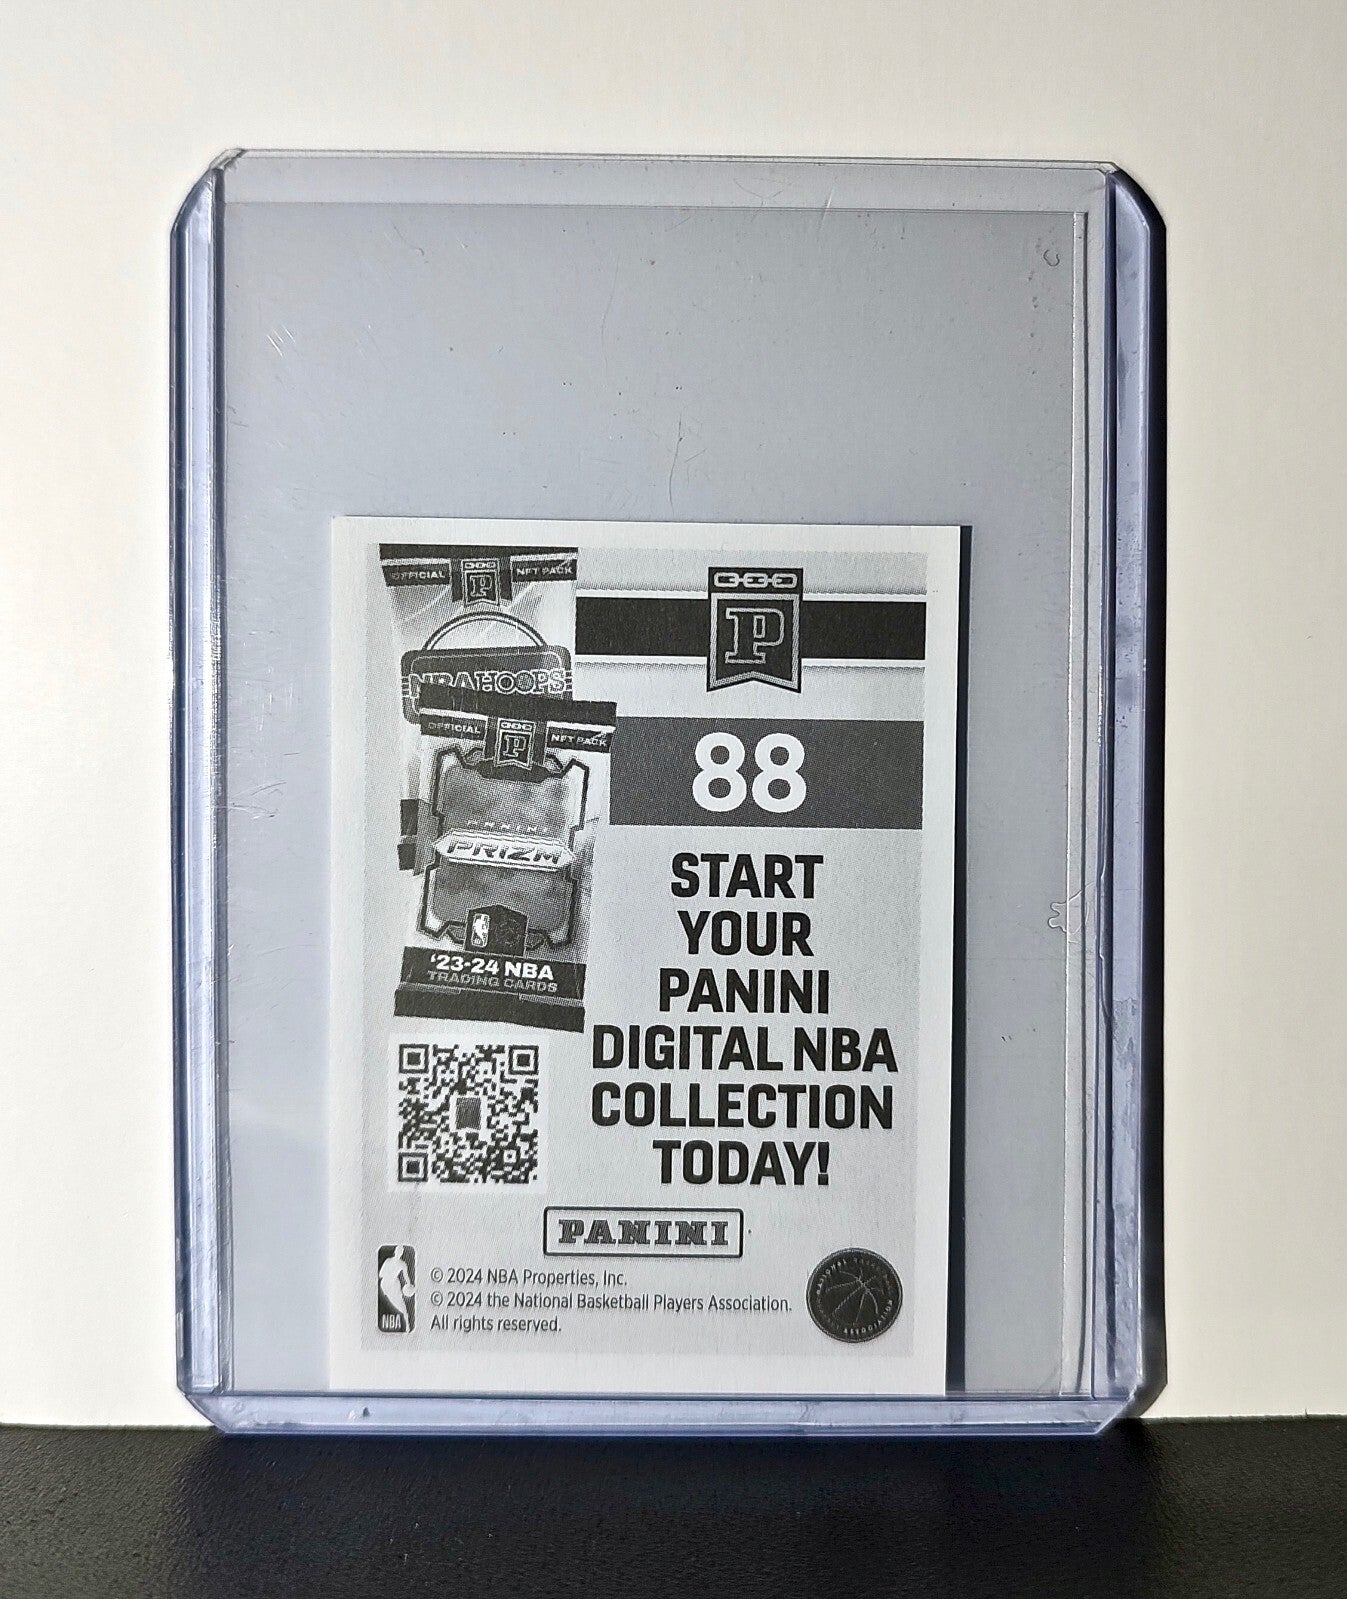 OFFICIAL P NFT PACK
NBA HOOPS
OFFICIAL P NFT PACK
PANINI
PRIZM
'23-24 NBA
TRADING CARDS
P
88
START
YOUR
PANINI
DIGITAL NBA
COLLECTION
TODAY!
PANINI
NBA
© 2024 NBA Properties, Inc.
© 2024 the National Basketball Players Association.
All rights reserved.